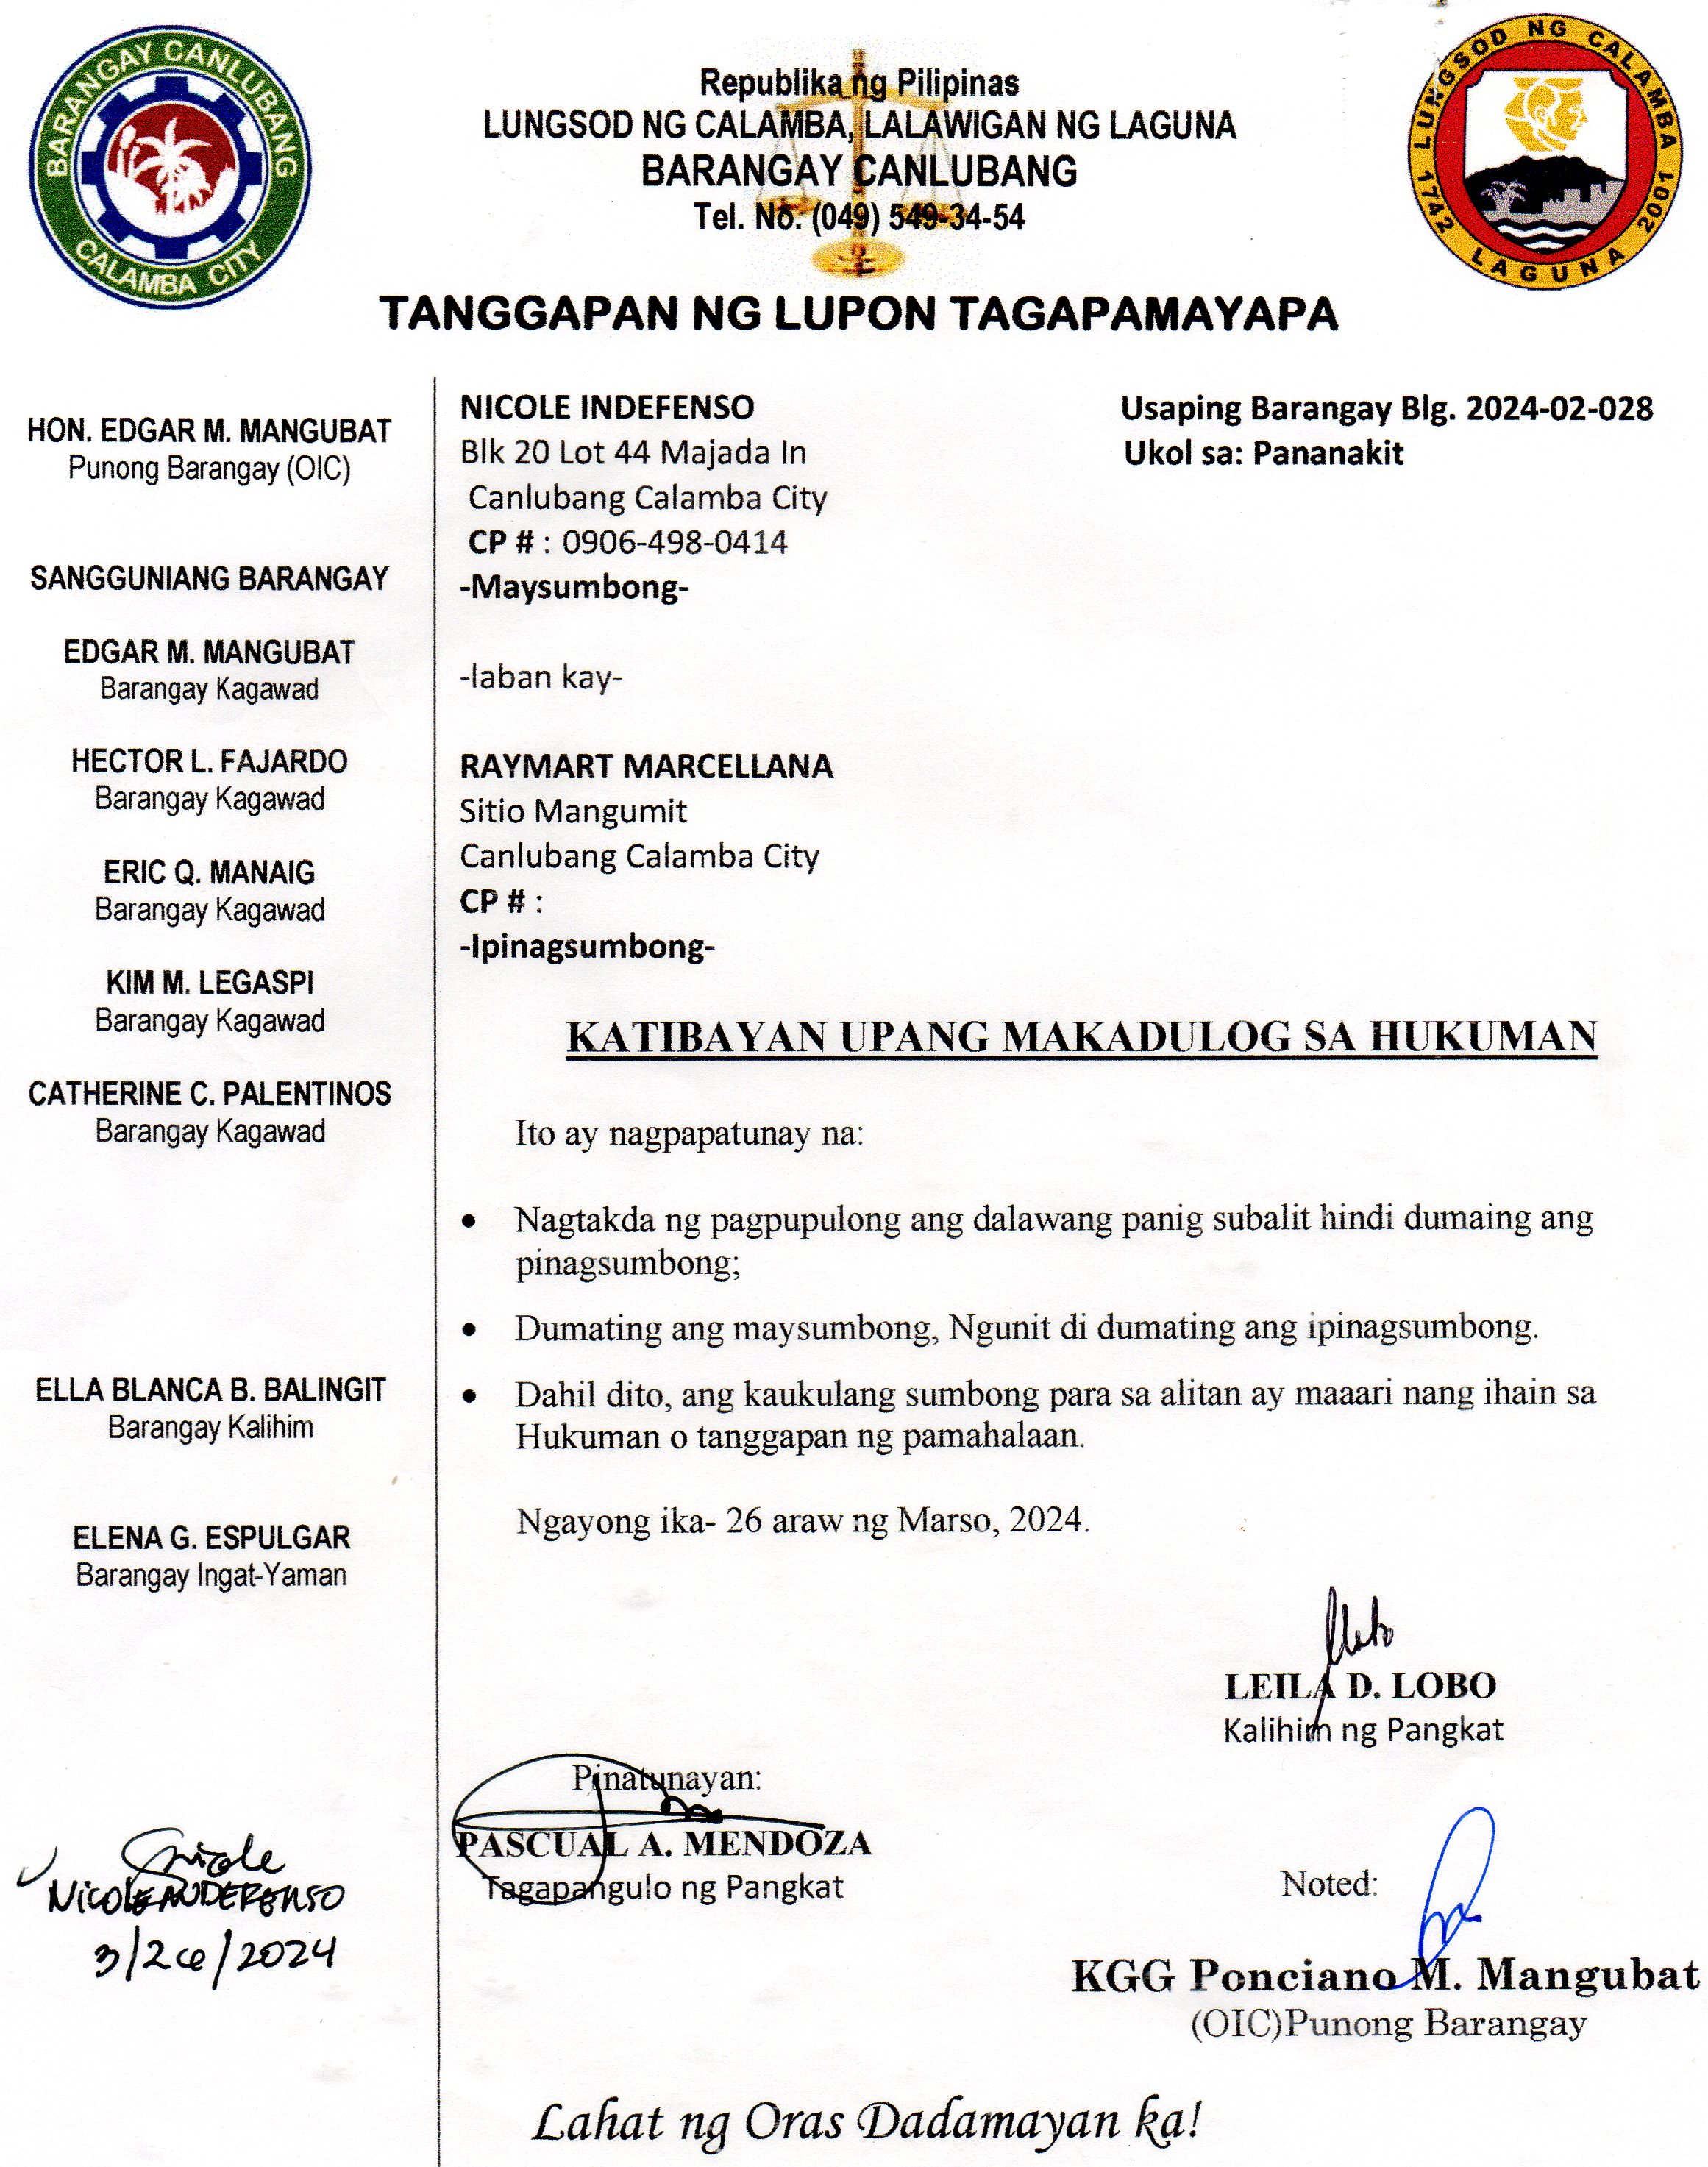 BARANGAY CANLUBANG
CALAMBA CITY
Republika ng Pilipinas
LUNGSOD NG CALAMBA, LALAWIGAN NG LAGUNA
BARANGAY CANLUBANG
Tel. No. (049) 549-34-54
LUNGSOD NG CALAMBA
1742 LAGUNA 2001
TANGGAPAN NG LUPON TAGAPAMAYAPA
HON. EDGAR M. MANGUBAT
Punong Barangay (OIC)
SANGGUNIANG BARANGAY
EDGAR M. MANGUBAT
Barangay Kagawad
HECTOR L. FAJARDO
Barangay Kagawad
ERIC Q. MANAIG
Barangay Kagawad
KIM M. LEGASPI
Barangay Kagawad
CATHERINE C. PALENTINOS
Barangay Kagawad
ELLA BLANCA B. BALINGIT
Barangay Kalihim
ELENA G. ESPULGAR
Barangay Ingat-Yaman
Nicole
3/26/2024
NICOLE INDEFENSO
Blk 20 Lot 44 Majada In
Canlubang Calamba City
CP # : 0906-498-0414
-Maysumbong-
Usaping Barangay Blg. 2024-02-028
Ukol sa: Pananakit
-laban kay-
RAYMART MARCELLANA
Sitio Mangumit
Canlubang Calamba City
CP # :
-Ipinagsumbong-
KATIBAYAN UPANG MAKADULOG SA HUKUMAN
Ito ay nagpapatunay na:
• Nagtakda ng pagpupulong ang dalawang panig subalit hindi dumaing ang
pinagsumbong;
• Dumating ang maysumbong, Ngunit di dumating ang ipinagsumbong.
• Dahil dito, ang kaukulang sumbong para sa alitan ay maaari nang ihain sa
Hukuman o tanggapan ng pamahalaan.
Ngayong ika- 26 araw ng Marso, 2024.
LEILA D. LOBO
Kalihim ng Pangkat
Pinatunayan:
PASCUAL A. MENDOZA
Tagapangulo ng Pangkat
Noted:
KGG Ponciano M. Mangubat
(OIC)Punong Barangay
Lahat ng Oras Dadamayan ka!